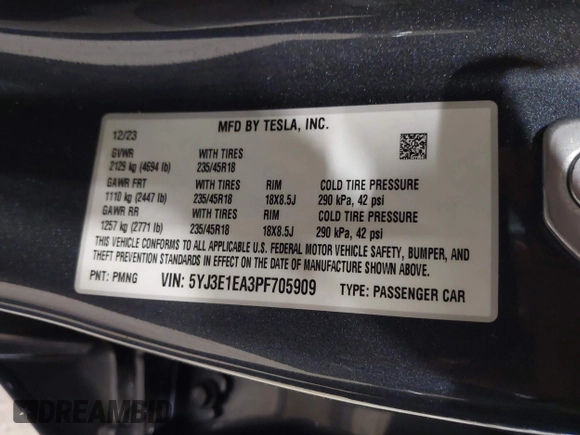 MFD BY TESLA, INC.
12/23
GVWR WITH TIRES
2129 kg (4694 lb) 235/45R18
GAWR FRT WITH TIRES RIM COLD TIRE PRESSURE
1110 kg (2447 lb) 235/45R18 18X8.5J 290 kPa, 42 psi
GAWR RR WITH TIRES RIM COLD TIRE PRESSURE
1257 kg (2771 lb) 235/45R18 18X8.5J 290 kPa, 42 psi
THIS VEHICLE CONFORMS TO ALL APPLICABLE U.S. FEDERAL MOTOR VEHICLE SAFETY, BUMPER, AND
THEFT PREVENTION STANDARDS IN EFFECT ON THE DATE OF MANUFACTURE SHOWN ABOVE.
PNT: PMNG VIN: 5YJ3E1EA3PF705909 TYPE: PASSENGER CAR
DREAMBID